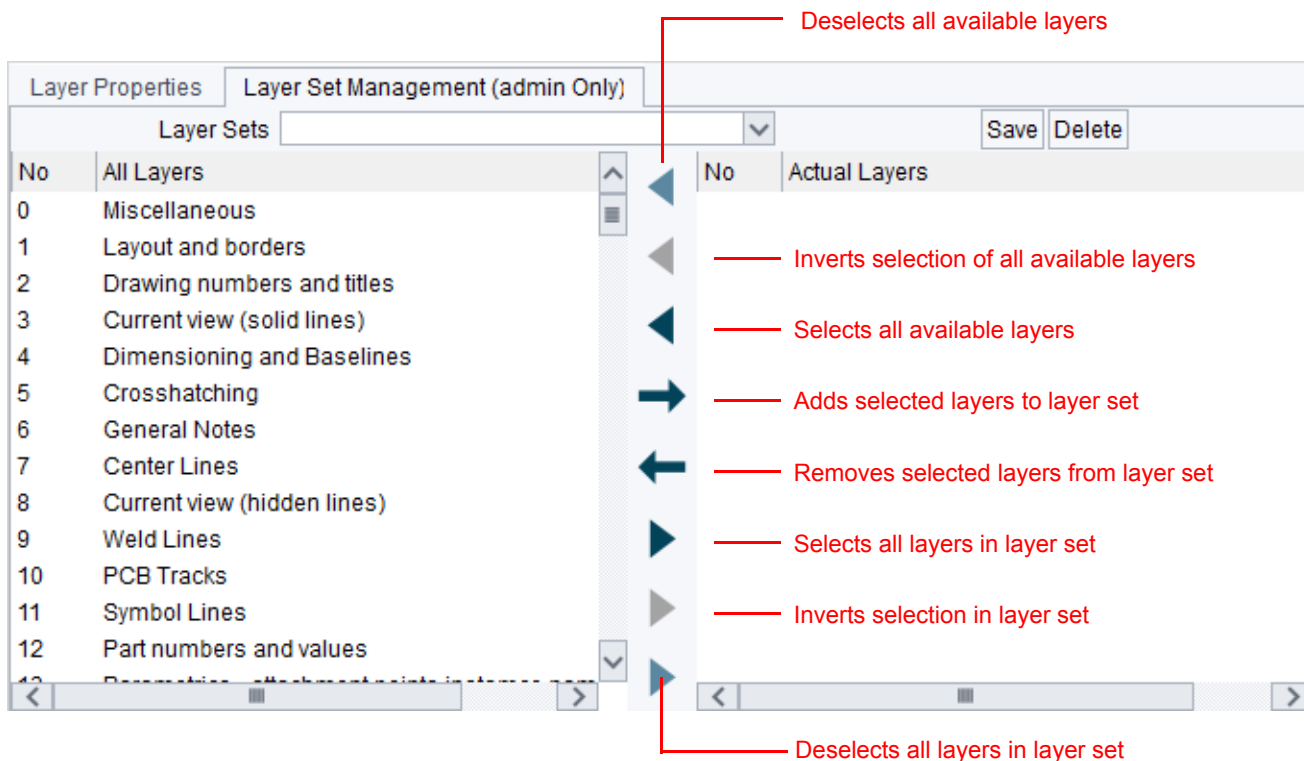 Deselects all available layers
Layer Properties Layer Set Management (admin Only)
Layer Sets Save Delete
No All Layers No Actual Layers
0 Miscellaneous
1 Layout and borders
Inverts selection of all available layers
2 Drawing numbers and titles
3 Current view (solid lines)
Selects all available layers
4 Dimensioning and Baselines
5 Crosshatching
Adds selected layers to layer set
6 General Notes
7 Center Lines
Removes selected layers from layer set
8 Current view (hidden lines)
9 Weld Lines
Selects all layers in layer set
10 PCB Tracks
11 Symbol Lines
Inverts selection in layer set
12 Part numbers and values
Deselects all layers in layer set